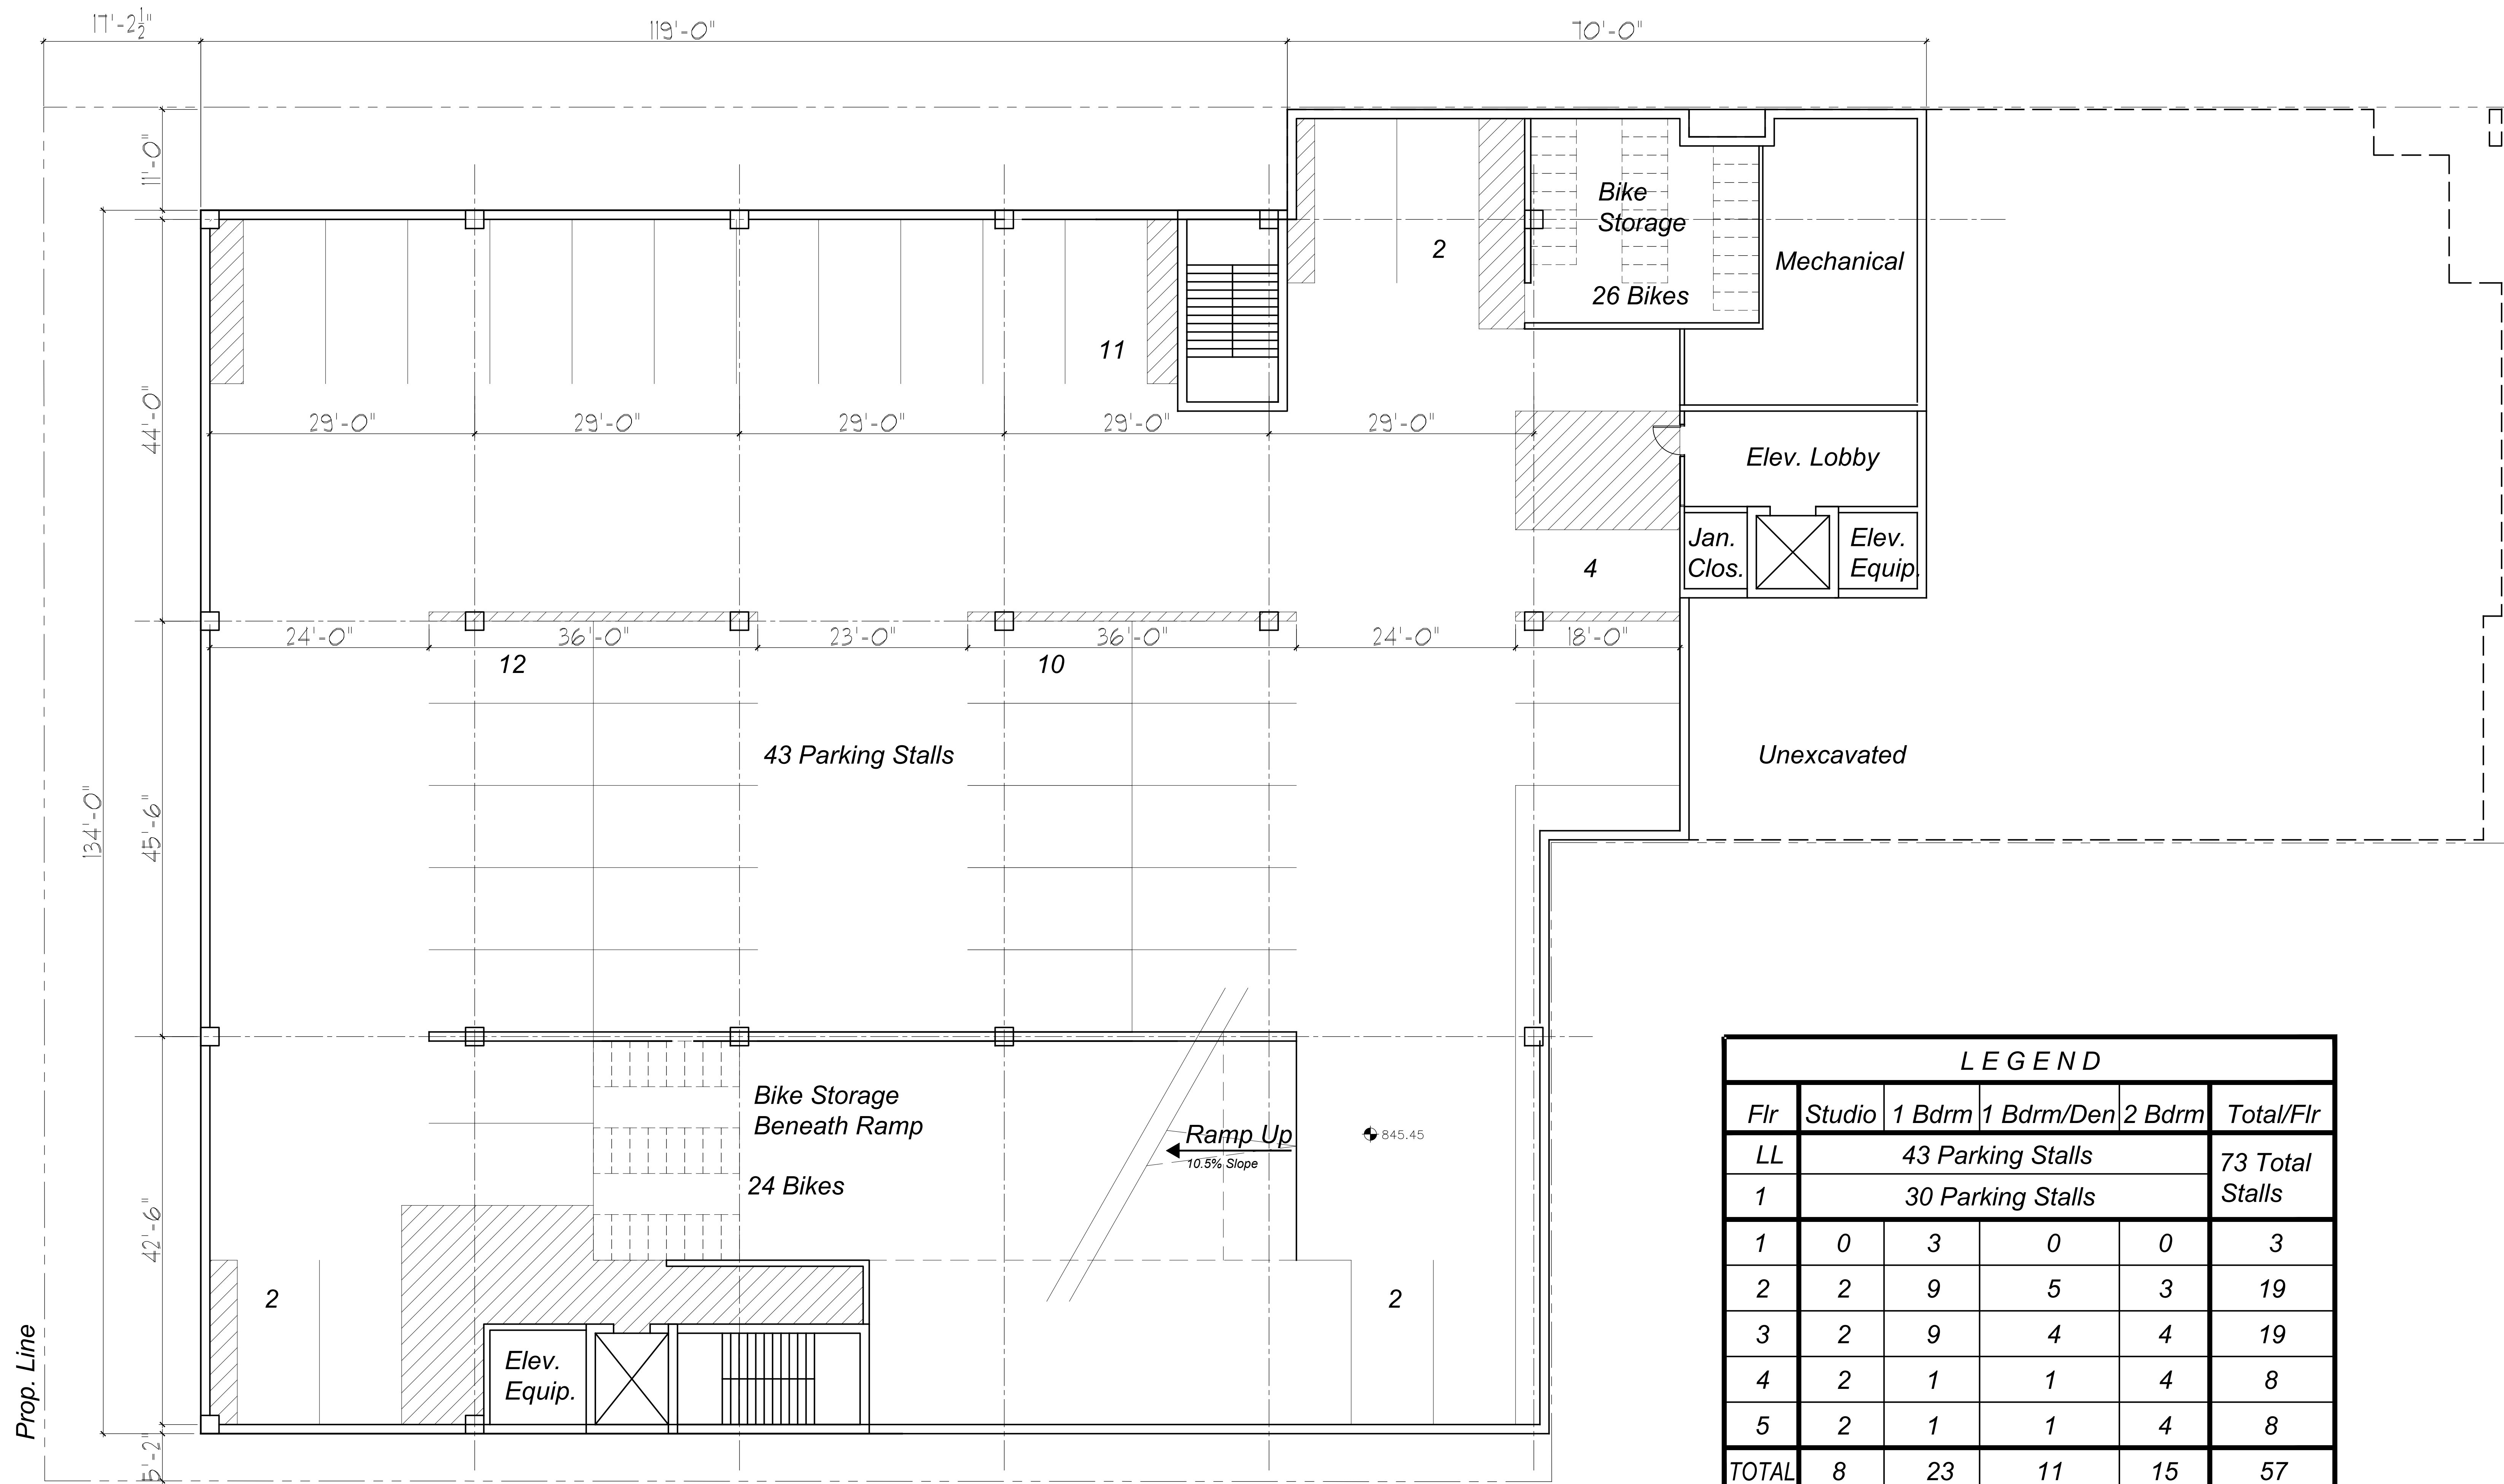 17'-2½" 119'-0" 70'-0"
11'-0"
Bike
Storage
2
Mechanical
26 Bikes
11
44'-0"
29'-0" 29'-0" 29'-0" 29'-0" 29'-0"
Elev. Lobby
Jan.
Clos.
Elev.
Equip.
4
24'-0" 36'-0" 23'-0" 36'-0" 24'-0" 18'-0"
12 10
43 Parking Stalls
Unexcavated
134'-0"
45'-6"
Bike Storage
Beneath Ramp
24 Bikes
Ramp Up
10.5% Slope
845.45
42'-6"
2
2
Elev.
Equip.
Prop. Line
5'-2"
LEGEND
Flr Studio 1 Bdrm 1 Bdrm/Den 2 Bdrm Total/Flr
LL 43 Parking Stalls
73 Total
Stalls
1 30 Parking Stalls
1 0 3 0 0 3
2 2 9 5 3 19
3 2 9 4 4 19
4 2 1 1 4 8
5 2 1 1 4 8
TOTAL 8 23 11 15 57